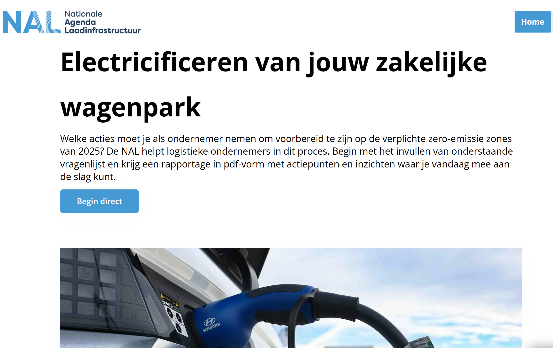 NAL Nationale
Agenda
Laadinfrastructuur
Home
Electricificeren van jouw zakelijke
wagenpark
Welke acties moet je als ondernemer nemen om voorbereid te zijn op de verplichte zero-emissie zones
van 2025? De NAL helpt logistieke ondernemers in dit proces. Begin met het invullen van onderstaande
vragenlijst en krijg een rapportage in pdf-vorm met actiepunten en inzichten waar je vandaag mee aan
de slag kunt.
Begin direct
HYUNDAI